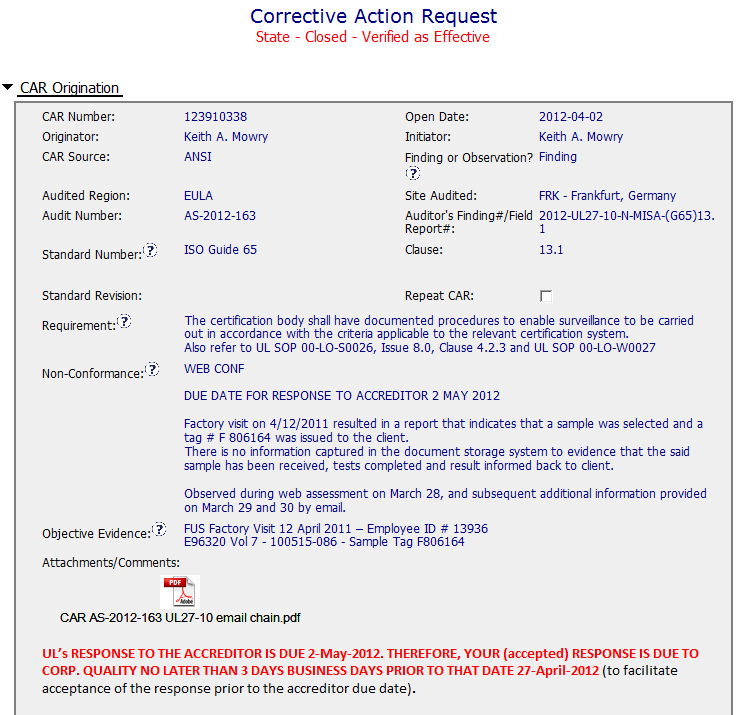 Corrective Action Request
State - Closed - Verified as Effective
CAR Origination
CAR Number: 123910338 Open Date: 2012-04-02
Originator: Keith A. Mowry Initiator: Keith A. Mowry
CAR Source: ANSI Finding or Observation? Finding
?
Audited Region: EULA Site Audited: FRK - Frankfurt, Germany
Audit Number: AS-2012-163 Auditor's Finding#/Field 2012-UL27-10-N-MISA-(G65)13.
Report#: 1
Standard Number: ? ISO Guide 65 Clause: 13.1
Standard Revision: Repeat CAR:
Requirement: ? The certification body shall have documented procedures to enable surveillance to be carried
out in accordance with the criteria applicable to the relevant certification system.
Also refer to UL SOP 00-LO-S0026, Issue 8.0, Clause 4.2.3 and UL SOP 00-LO-W0027
Non-Conformance: ? WEB CONF
DUE DATE FOR RESPONSE TO ACCREDITOR 2 MAY 2012
Factory visit on 4/12/2011 resulted in a report that indicates that a sample was selected and a
tag # F 806164 was issued to the client.
There is no information captured in the document storage system to evidence that the said
sample has been received, tests completed and result informed back to client.
Observed during web assessment on March 28, and subsequent additional information provided
on March 29 and 30 by email.
Objective Evidence: ? FUS Factory Visit 12 April 2011 – Employee ID # 13936
E96320 Vol 7 - 100515-086 - Sample Tag F806164
Attachments/Comments:
PDF
Adobe
CAR AS-2012-163 UL27-10 email chain.pdf
UL's RESPONSE TO THE ACCREDITOR IS DUE 2-May-2012. THEREFORE, YOUR (accepted) RESPONSE IS DUE TO
CORP. QUALITY NO LATER THAN 3 DAYS BUSINESS DAYS PRIOR TO THAT DATE 27-April-2012 (to facilitate
acceptance of the response prior to the accreditor due date).